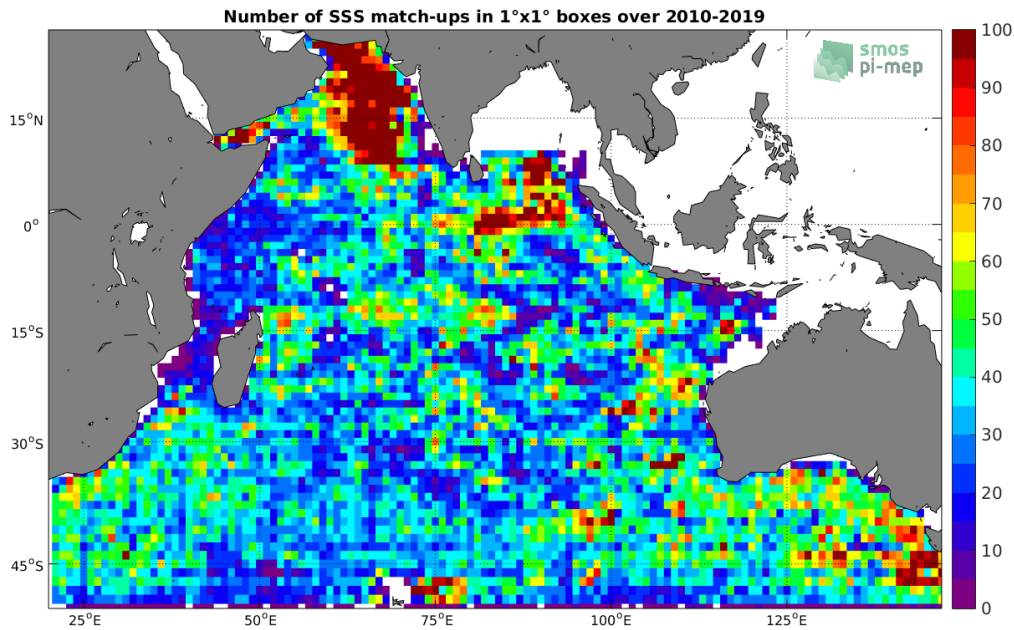 Number of SSS match-ups in 1°x1° boxes over 2010-2019
smos
pi-mep
15°N
0°
15°S
30°S
45°S
25°E
50°E
75°E
100°E
125°E
100
90
80
70
60
50
40
30
20
10
0